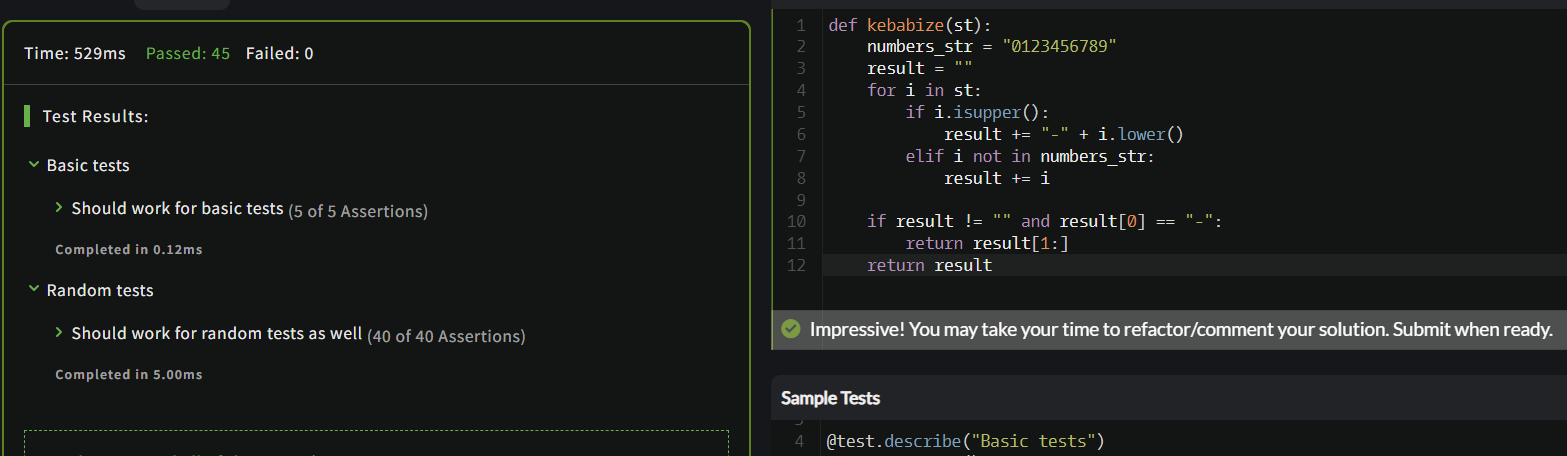 Time: 529ms Passed: 45 Failed: 0
Test Results:
Basic tests
Should work for basic tests (5 of 5 Assertions)
Completed in 0.12ms
Random tests
Should work for random tests as well (40 of 40 Assertions)
Completed in 5.00ms
1 def kebabize(st):
2     numbers_str = "0123456789"
3     result = ""
4     for i in st:
5         if i.isupper():
6             result += "-" + i.lower()
7         elif i not in numbers_str:
8             result += i
9
10     if result != "" and result[0] == "-":
11         return result[1:]
12     return result
Impressive! You may take your time to refactor/comment your solution. Submit when ready.
Sample Tests
4 @test.describe("Basic tests")